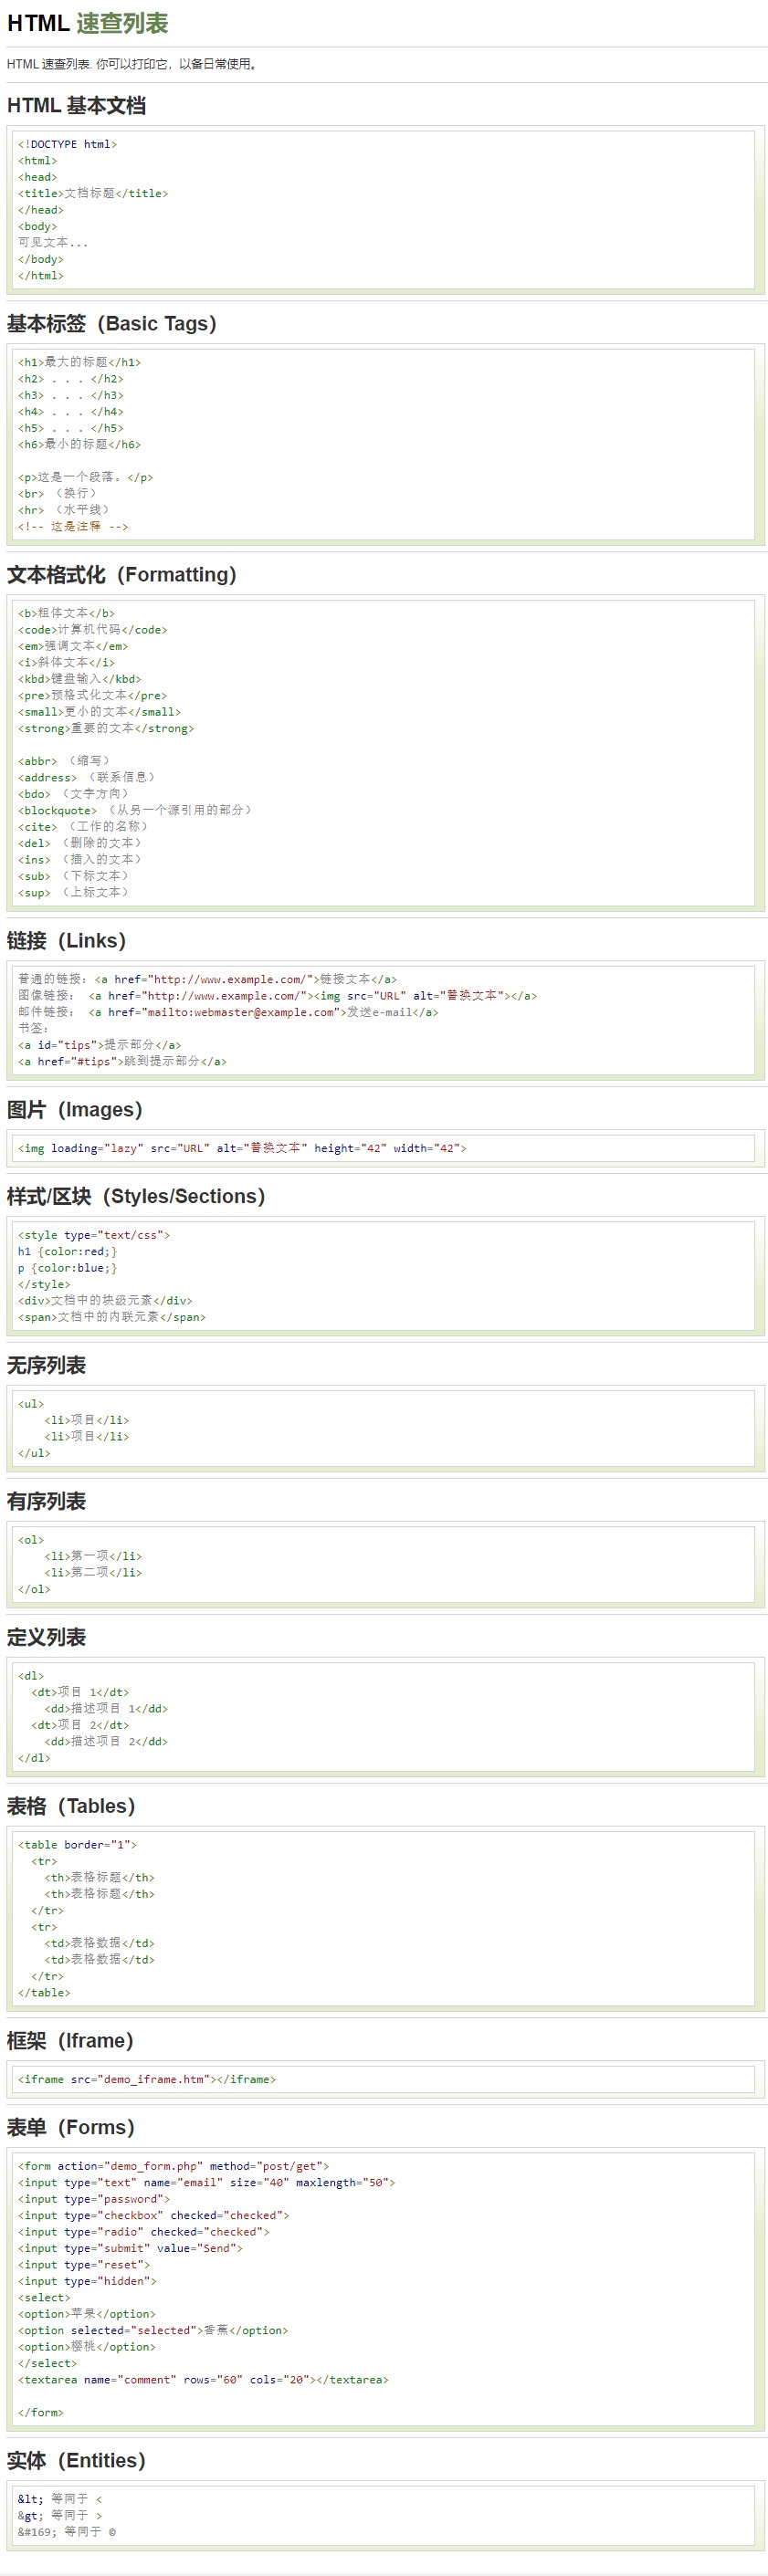 HTML 速查列表
HTML 速查列表. 你可以打印它，以备日常使用。
HTML 基本文档
<!DOCTYPE html>
<html>
<head>
<title>文档标题</title>
</head>
<body>
可见文本...
</body>
</html>
基本标签（Basic Tags）
<h1>最大的标题</h1>
<h2> . . . </h2>
<h3> . . . </h3>
<h4> . . . </h4>
<h5> . . . </h5>
<h6>最小的标题</h6>
<p>这是一个段落。</p>
<br> （换行）
<hr> （水平线）
<!-- 这是注释 -->
文本格式化（Formatting）
<b>粗体文本</b>
<code>计算机代码</code>
<em>强调文本</em>
<i>斜体文本</i>
<kbd>键盘输入</kbd>
<pre>预格式化文本</pre>
<small>更小的文本</small>
<strong>重要的文本</strong>
<abbr> （缩写）
<address> （联系信息）
<bdo> （文字方向）
<blockquote> （从另一个源引用的部分）
<cite> （工作的名称）
<del> （删除的文本）
<ins> （插入的文本）
<sub> （下标文本）
<sup> （上标文本）
链接（Links）
普通的链接：<a href="http://www.example.com/">链接文本</a>
图像链接： <a href="http://www.example.com/"><img src="URL" alt="替换文本"></a>
邮件链接： <a href="mailto:webmaster@example.com">发送e-mail</a>
书签：
<a id="tips">提示部分</a>
<a href="#tips">跳到提示部分</a>
图片（Images）
<img loading="lazy" src="URL" alt="替换文本" height="42" width="42">
样式/区块（Styles/Sections）
<style type="text/css">
h1 {color:red;}
p {color:blue;}
</style>
<div>文档中的块级元素</div>
<span>文档中的内联元素</span>
无序列表
<ul>
    <li>项目</li>
    <li>项目</li>
</ul>
有序列表
<ol>
    <li>第一项</li>
    <li>第二项</li>
</ol>
定义列表
<dl>
  <dt>项目 1</dt>
    <dd>描述项目 1</dd>
  <dt>项目 2</dt>
    <dd>描述项目 2</dd>
</dl>
表格（Tables）
<table border="1">
  <tr>
    <th>表格标题</th>
    <th>表格标题</th>
  </tr>
  <tr>
    <td>表格数据</td>
    <td>表格数据</td>
  </tr>
</table>
框架（Iframe）
<iframe src="demo_iframe.htm"></iframe>
表单（Forms）
<form action="demo_form.php" method="post/get">
<input type="text" name="email" size="40" maxlength="50">
<input type="password">
<input type="checkbox" checked="checked">
<input type="radio" checked="checked">
<input type="submit" value="Send">
<input type="reset">
<input type="hidden">
<select>
<option>苹果</option>
<option selected="selected">香蕉</option>
<option>樱桃</option>
</select>
<textarea name="comment" rows="60" cols="20"></textarea>
</form>
实体（Entities）
&lt; 等同于 <
&gt; 等同于 >
&#169; 等同于 ©